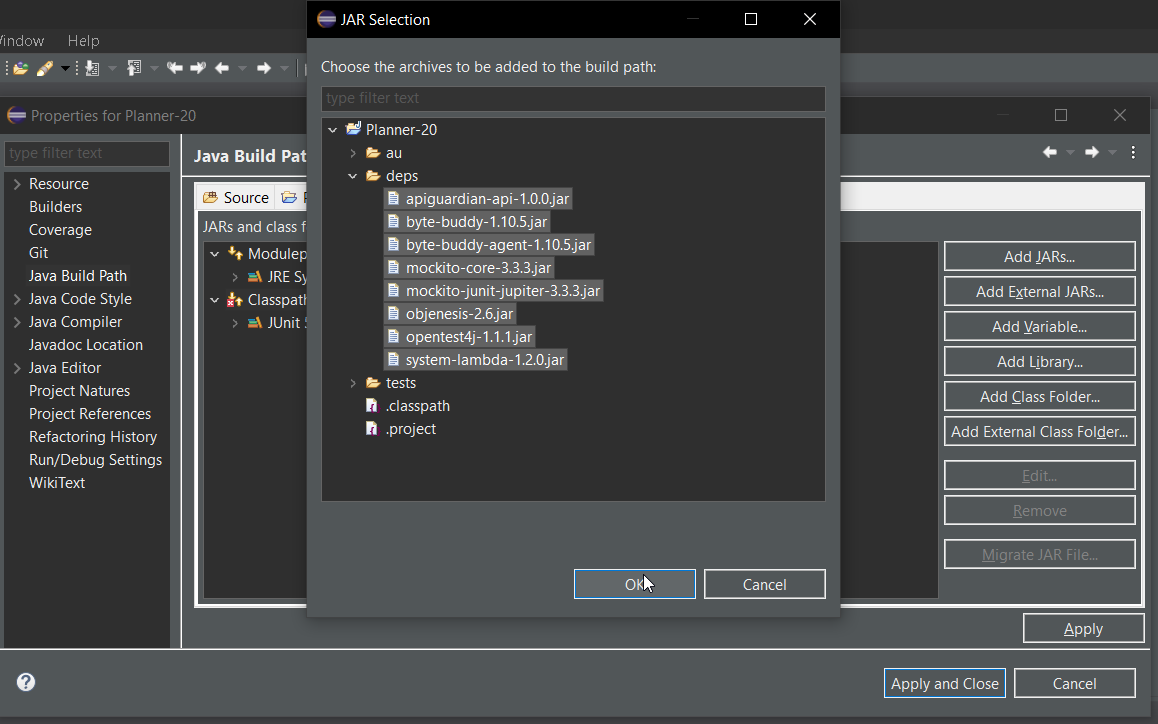 JAR Selection
indow Help
Choose the archives to be added to the build path:
type filter text
Properties for Planner-20
type filter text
Java Build Pat
Planner-20
au
deps
apiguardian-api-1.0.0.jar
byte-buddy-1.10.5.jar
byte-buddy-agent-1.10.5.jar
mockito-core-3.3.3.jar
mockito-junit-jupiter-3.3.3.jar
objenesis-2.6.jar
opentest4j-1.1.1.jar
system-lambda-1.2.0.jar
tests
.classpath
.project
OK
Cancel
Resource
Builders
Coverage
Git
Java Build Path
Java Code Style
Java Compiler
Javadoc Location
Java Editor
Project Natures
Project References
Refactoring History
Run/Debug Settings
WikiText
Source
JARs and class f
Modulep
JRE Sy
Classpath
JUnit
Add JARs...
Add External JARs...
Add Variable...
Add Library...
Add Class Folder...
Add External Class Folder...
Edit...
Remove
Migrate JAR File...
Apply
Apply and Close
Cancel